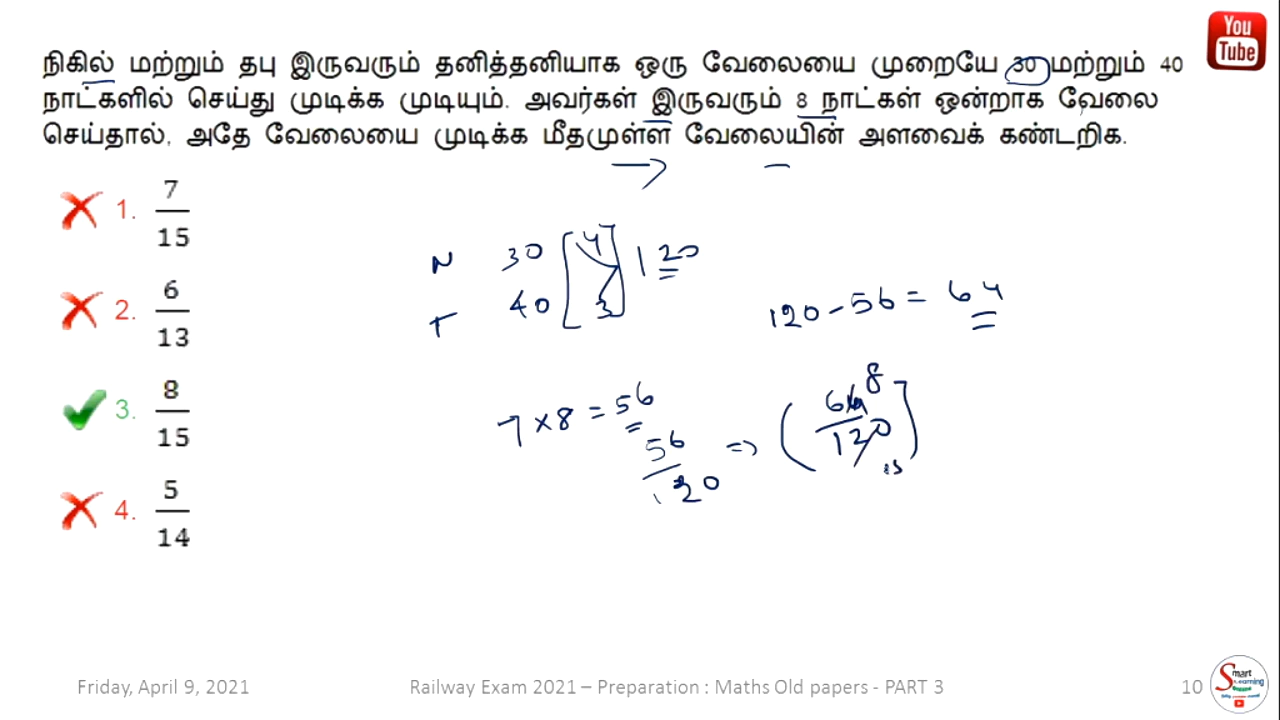 You
Tube
நிகில் மற்றும் தபு இருவரும் தனித்தனியாக ஒரு வேலையை முறையே 30 மற்றும் 40
நாட்களில் செய்து முடிக்க முடியும். அவர்கள் இருவரும் 8 நாட்கள் ஒன்றாக வேலை
செய்தால், அதே வேலையை முடிக்க மீதமுள்ள வேலையின் அளவைக் கண்டறிக.
1. 7/15
2. 6/13
3. 8/15
4. 5/14
N 30 4 120
T 40 3
120 - 56 = 64
7 × 8 = 56
56/120 ⇒ 64/120 8 15
Friday, April 9, 2021
Railway Exam 2021 – Preparation : Maths Old papers - PART 3
10
Smart
Learning